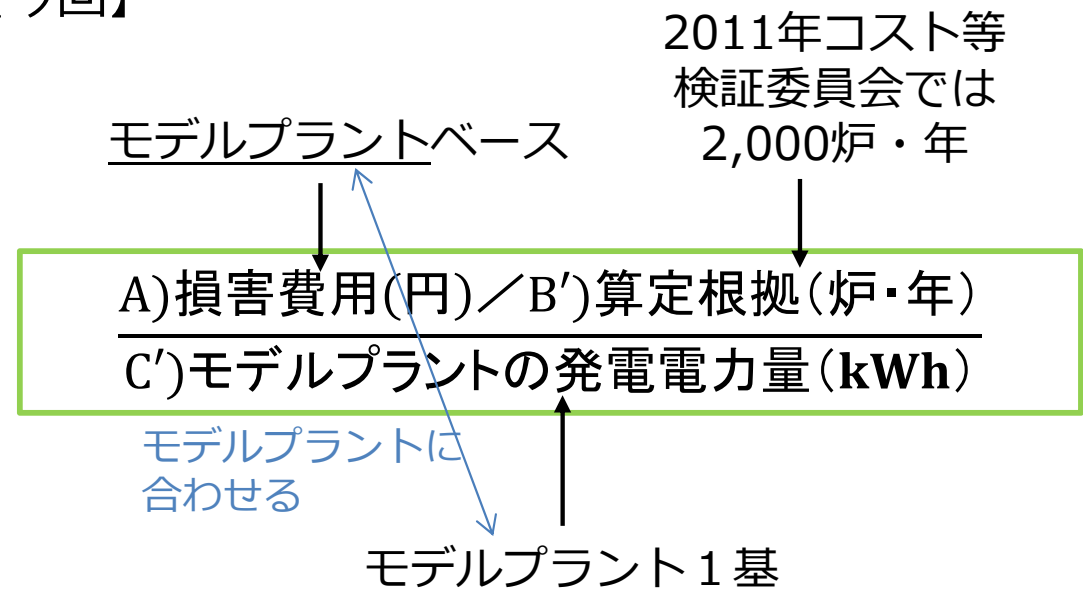 回】
2011年コスト等
検証委員会では
2,000炉・年
モデルプラントベース
A)損害費用(円)／B′)算定根拠(炉・年)
C′)モデルプラントの発電電力量(kWh)
モデルプラントに
合わせる
モデルプラント１基